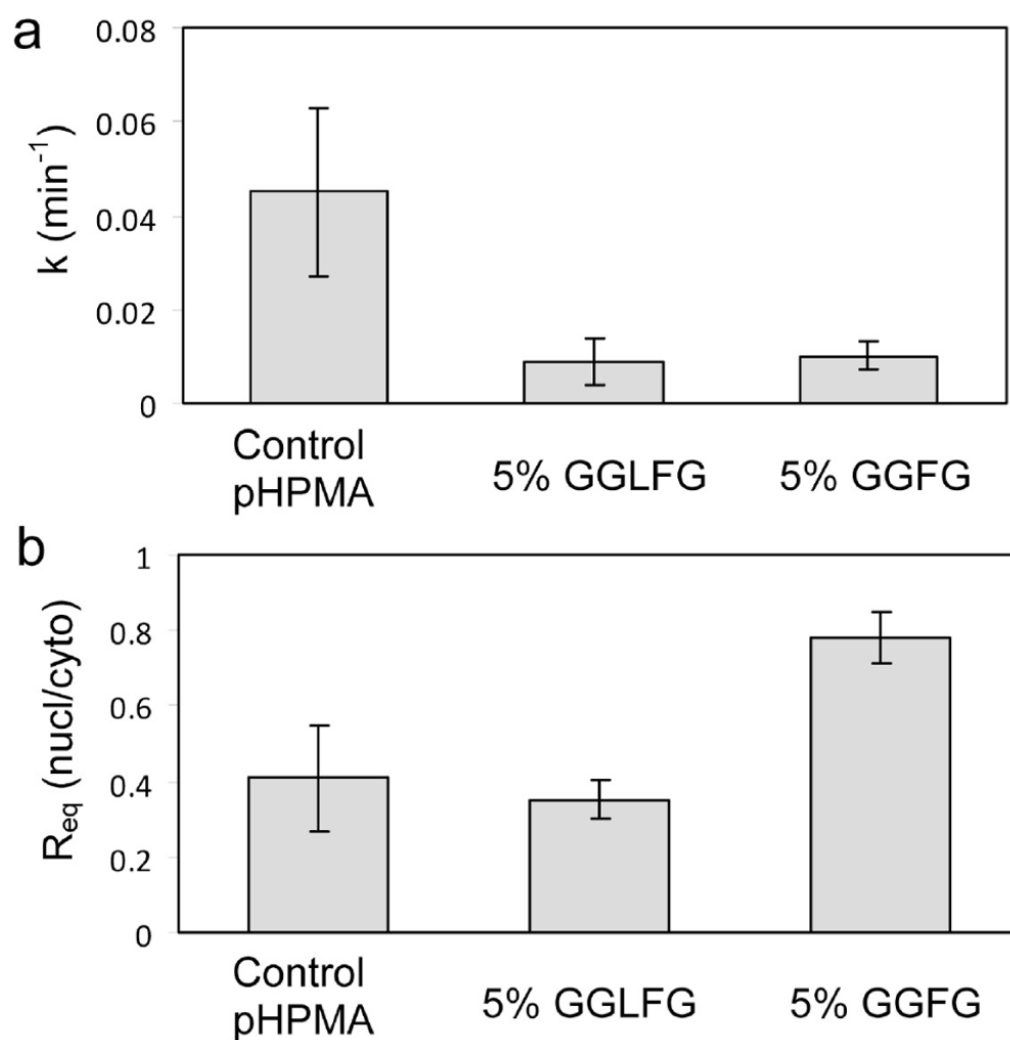 a
k (min⁻¹)
0.08
0.06
0.04
0.02
0
Control
pHPMA
5% GGLFG
5% GGFG
b
R_eq (nucl/cyto)
1
0.8
0.6
0.4
0.2
0
Control
pHPMA
5% GGLFG
5% GGFG